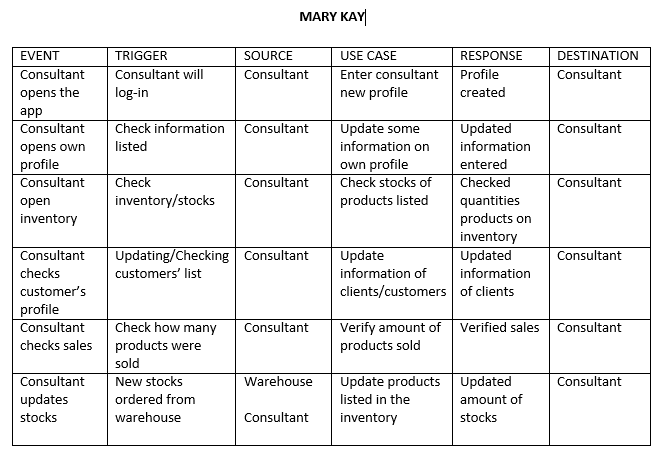 MARY KAY
EVENT TRIGGER SOURCE USE CASE RESPONSE DESTINATION
Consultant Consultant will Consultant Enter consultant Profile Consultant
opens the log-in new profile created
app
Consultant Check information Consultant Update some Updated Consultant
opens own listed information on information
profile own profile entered
Consultant Check Consultant Check stocks of Checked Consultant
open inventory/stocks products listed quantities
inventory products on
inventory
Consultant Updating/Checking Consultant Update Updated Consultant
checks customers’ list information of information
customer’s clients/customers of clients
profile
Consultant Check how many Consultant Verify amount of Verified sales Consultant
checks sales products were products sold
sold
Consultant New stocks Warehouse Update products Updated Consultant
updates ordered from listed in the amount of
stocks warehouse Consultant inventory stocks